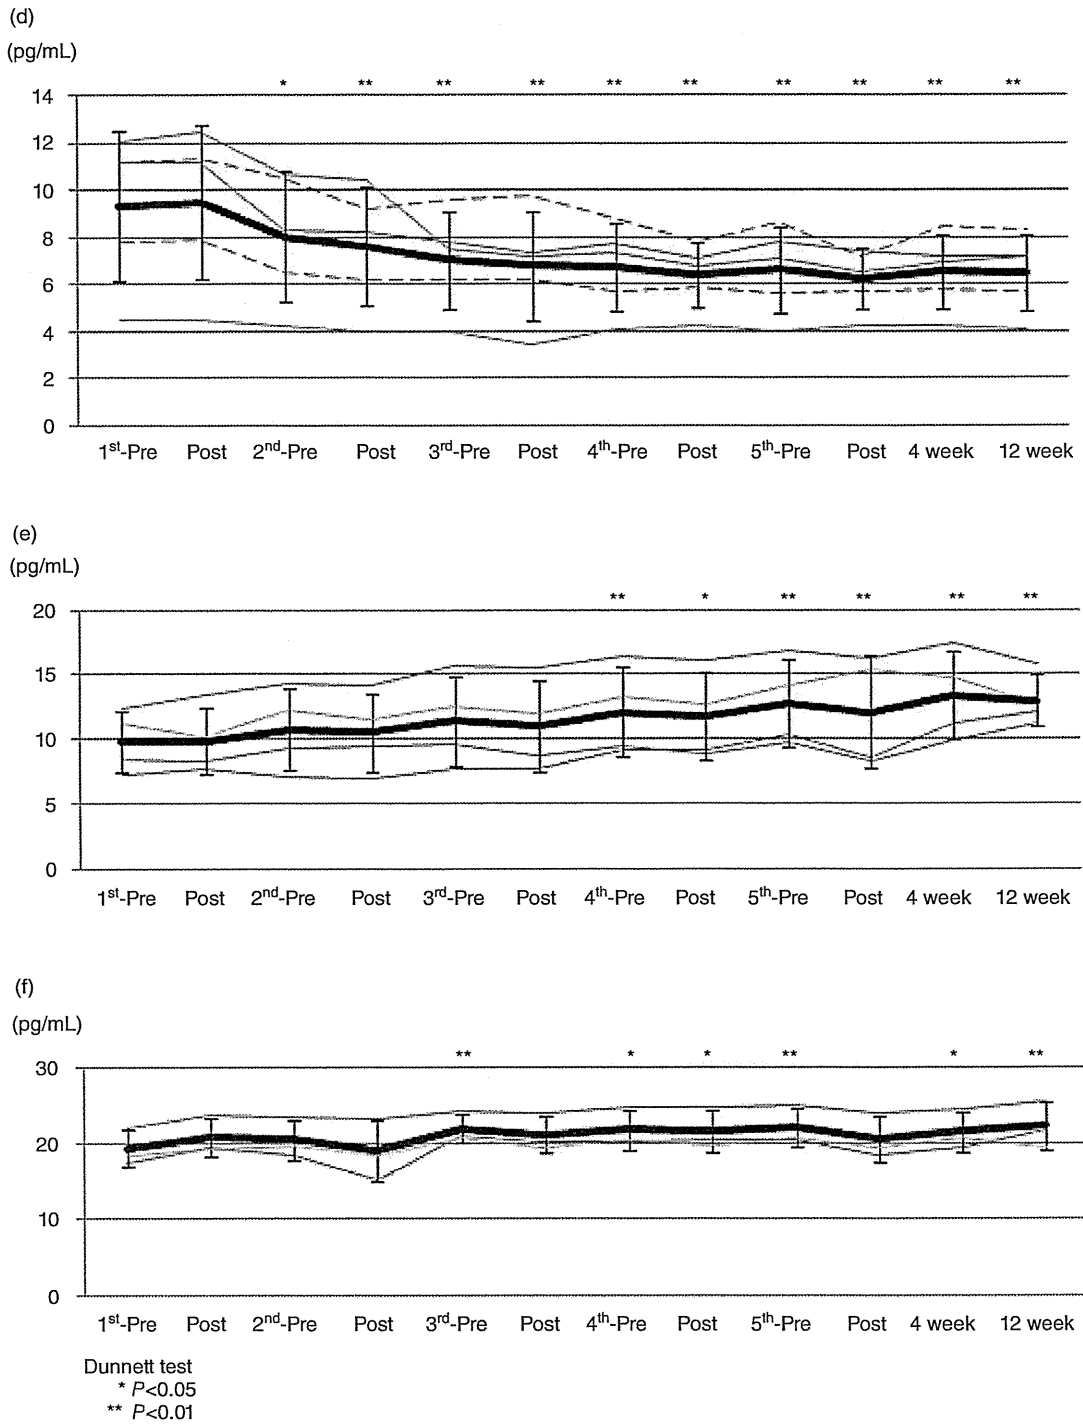 (d)
(pg/mL)
* ** ** ** ** ** ** ** ** **
14
12
10
8
6
4
2
0
1st-Pre Post 2nd-Pre Post 3rd-Pre Post 4th-Pre Post 5th-Pre Post 4 week 12 week
(e)
(pg/mL)
** * ** ** ** **
20
15
10
5
0
1st-Pre Post 2nd-Pre Post 3rd-Pre Post 4th-Pre Post 5th-Pre Post 4 week 12 week
(f)
(pg/mL)
** * * ** * **
30
20
10
0
1st-Pre Post 2nd-Pre Post 3rd-Pre Post 4th-Pre Post 5th-Pre Post 4 week 12 week
Dunnett test
* P<0.05
** P<0.01